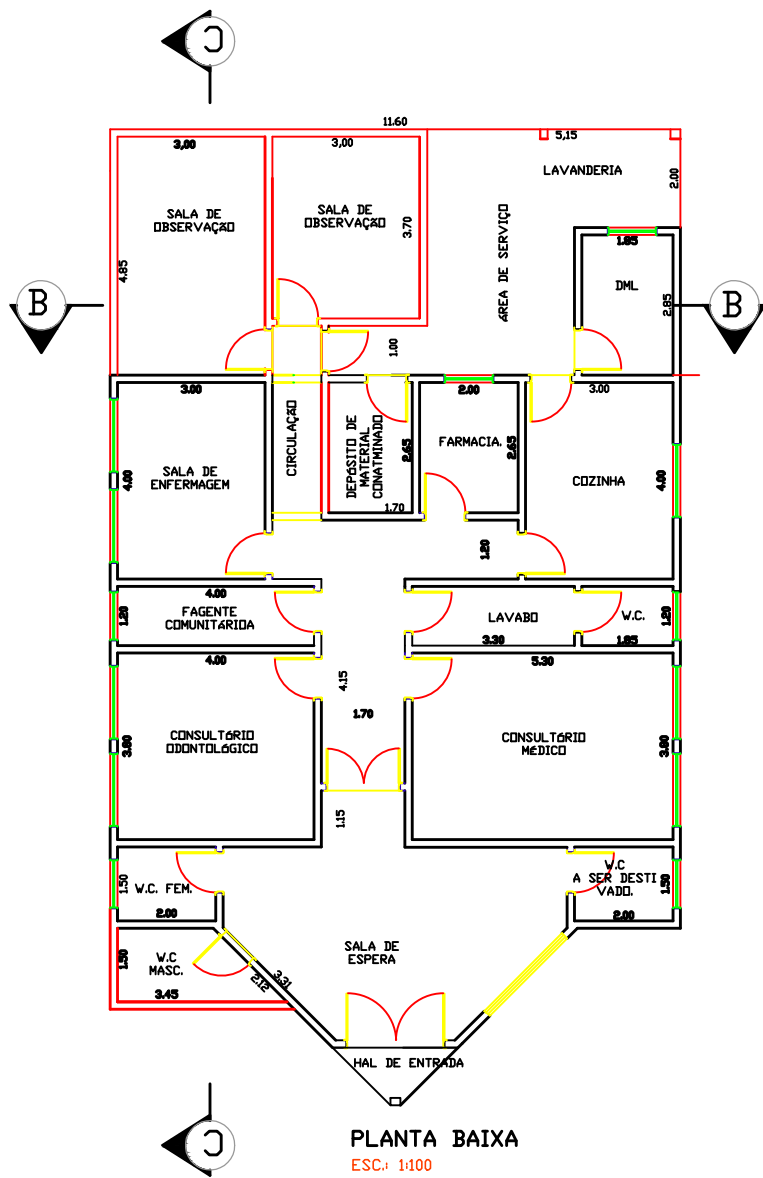 C
11.60
3,00
3,00
5,15
LAVANDERIA
2.00
SALA DE
OBSERVAÇÃO
SALA DE
OBSERVAÇÃO
3.70
ÁREA DE SERVIÇO
1.85
4.85
DML
2.85
B
B
1.00
3.00
2.00
3.00
CIRCULAÇÃO
DEPÓSITO DE
MATERIAL
CONATMINADO
2.65
FARMACIA.
2.65
4.00
SALA DE
ENFERMAGEM
COZINHA
4.00
1.70
1.20
4.00
1.20
FAGENTE
COMUNITÁRIDA
LAVABO
W.C.
1.20
3.30
1.85
4.00
5.30
4.15
1.70
3.80
CONSULTÓRIO
ODONTOLÓGICO
CONSULTÓRIO
MÉDICO
3.80
1.15
1.50
W.C. FEM.
W.C
A SER DESTI
VADO.
1.50
2.00
2.00
1.50
W.C
MASC.
SALA DE
ESPERA
3.31
2.12
3.45
HAL DE ENTRADA
C
PLANTA BAIXA
ESC.: 1:100